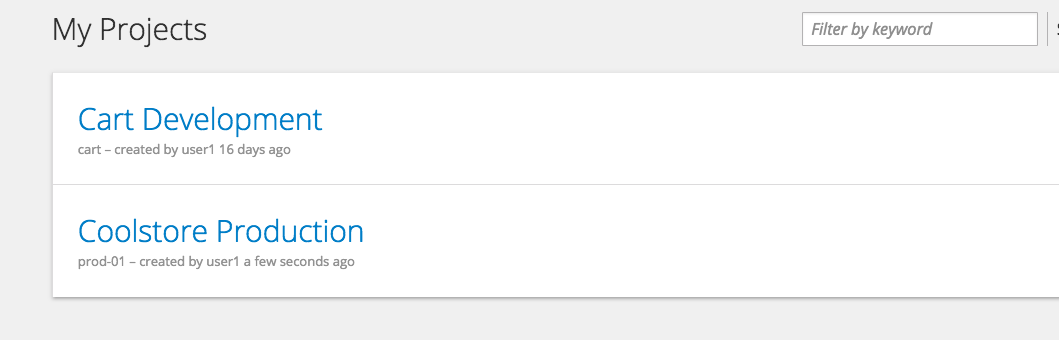 My Projects
Filter by keyword
Cart Development
cart – created by user1 16 days ago
Coolstore Production
prod-01 – created by user1 a few seconds ago